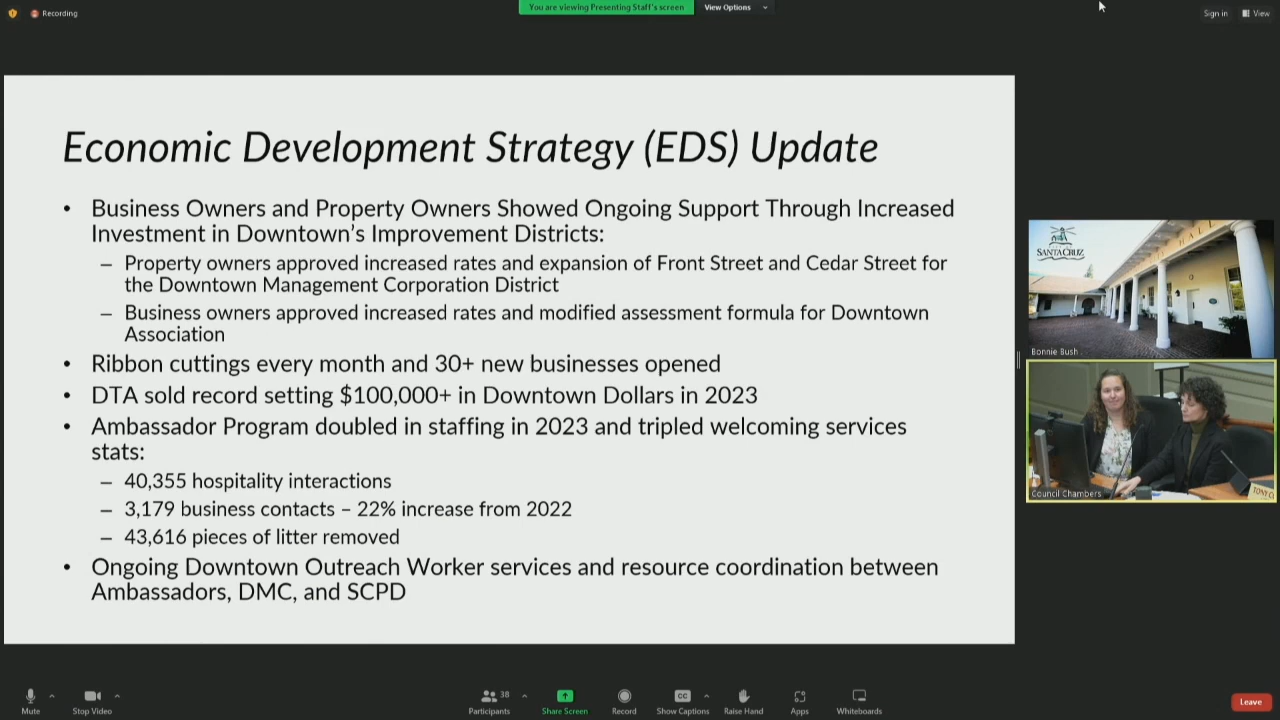 Recording
You are viewing Presenting Staff's screen
View Options
Sign in
View
Economic Development Strategy (EDS) Update
• Business Owners and Property Owners Showed Ongoing Support Through Increased
Investment in Downtown's Improvement Districts:
– Property owners approved increased rates and expansion of Front Street and Cedar Street for
the Downtown Management Corporation District
– Business owners approved increased rates and modified assessment formula for Downtown
Association
• Ribbon cuttings every month and 30+ new businesses opened
• DTA sold record setting $100,000+ in Downtown Dollars in 2023
• Ambassador Program doubled in staffing in 2023 and tripled welcoming services
stats:
– 40,355 hospitality interactions
– 3,179 business contacts – 22% increase from 2022
– 43,616 pieces of litter removed
• Ongoing Downtown Outreach Worker services and resource coordination between
Ambassadors, DMC, and SCPD
SANTA CRUZ
HALL
Bonnie Bush
Council Chambers
TONY
Mute
Stop Video
Participants
38
Share Screen
Record
CC
Show Captions
Raise Hand
Apps
Whiteboards
Leave